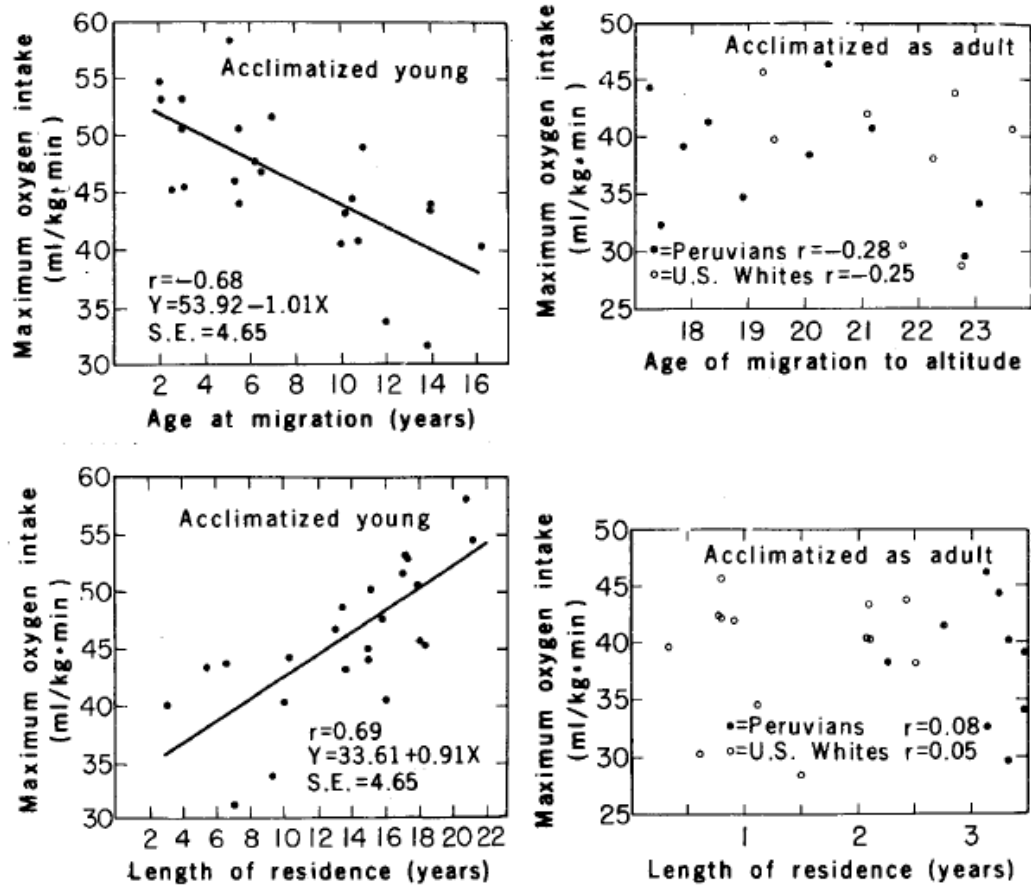 Maximum oxygen intake
(ml/kg·min)
60
55
50
45
40
35
30
Acclimatized young
r=−0.68
Y=53.92−1.01X
S.E.=4.65
2 4 6 8 10 12 14 16
Age at migration (years)
Maximum oxygen intake
(ml/kg·min)
50
45
40
35
30
25
Acclimatized as adult
•=Peruvians r=−0.28
○=U.S. Whites r=−0.25
18 19 20 21 22 23
Age of migration to altitude
Maximum oxygen intake
(ml/kg·min)
60
55
50
45
40
35
30
Acclimatized young
r=0.69
Y=33.61+0.91X
S.E.=4.65
2 4 6 8 10 12 14 16 18 20 22
Length of residence (years)
Maximum oxygen intake
(ml/kg·min)
50
45
40
35
30
25
Acclimatized as adult
•=Peruvians r=0.08
○=U.S. Whites r=0.05
1 2 3
Length of residence (years)